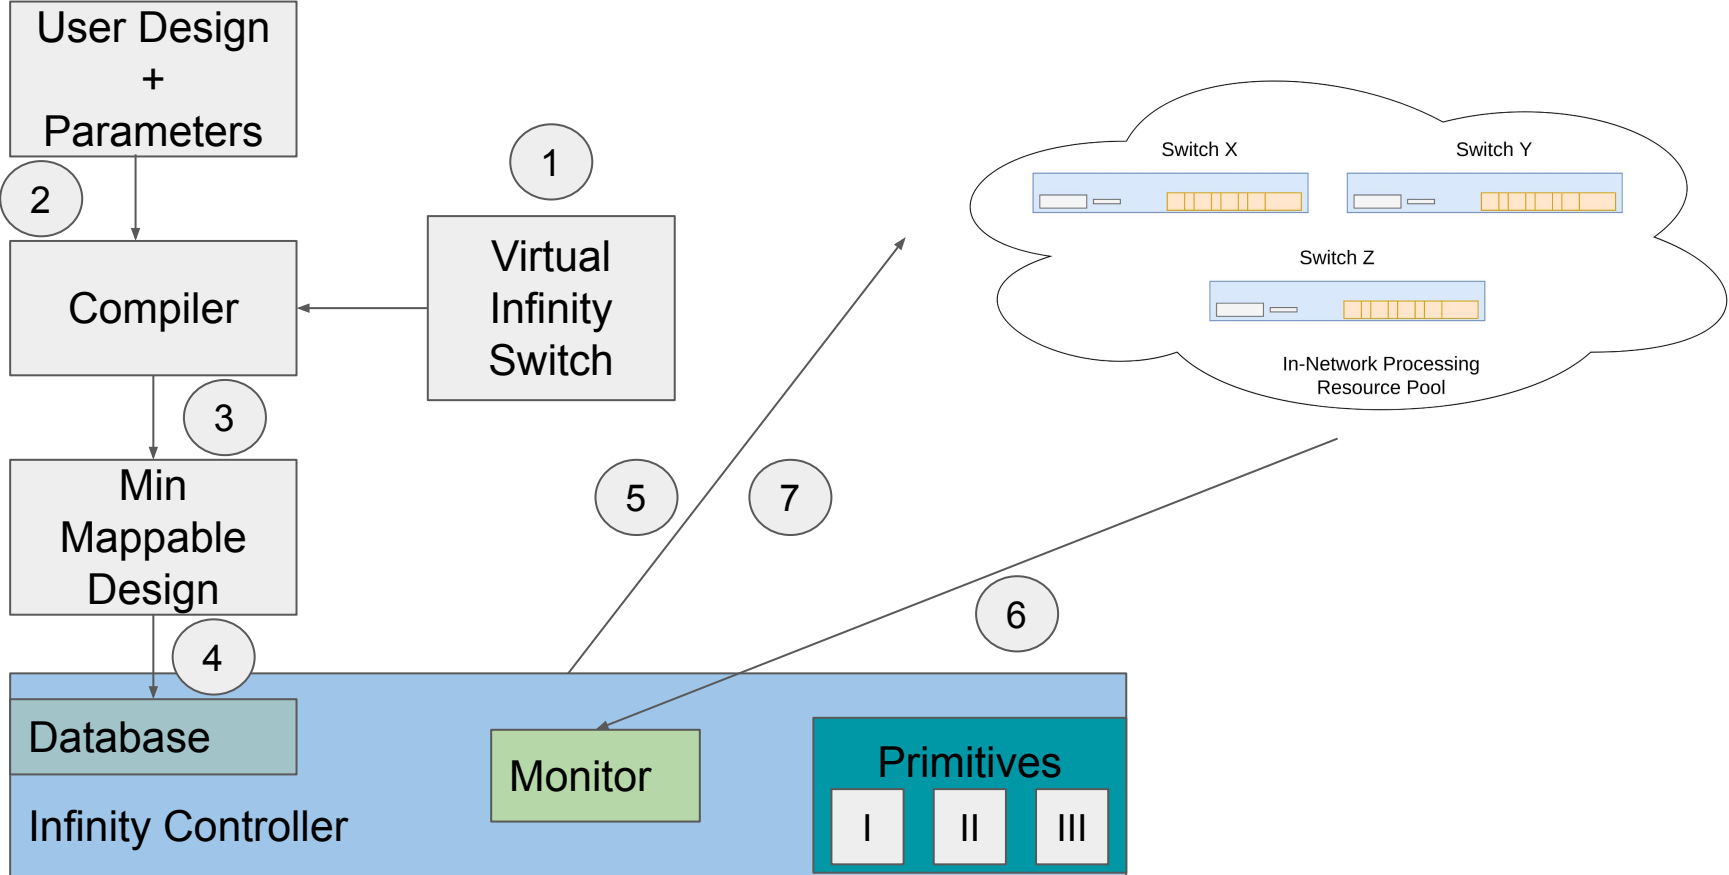 User Design
+
Parameters
1
2
Compiler
Virtual
Infinity
Switch
3
Min
Mappable
Design
4
5
7
6
Switch X
Switch Y
Switch Z
In-Network Processing
Resource Pool
Database
Infinity Controller
Monitor
Primitives
I
II
III